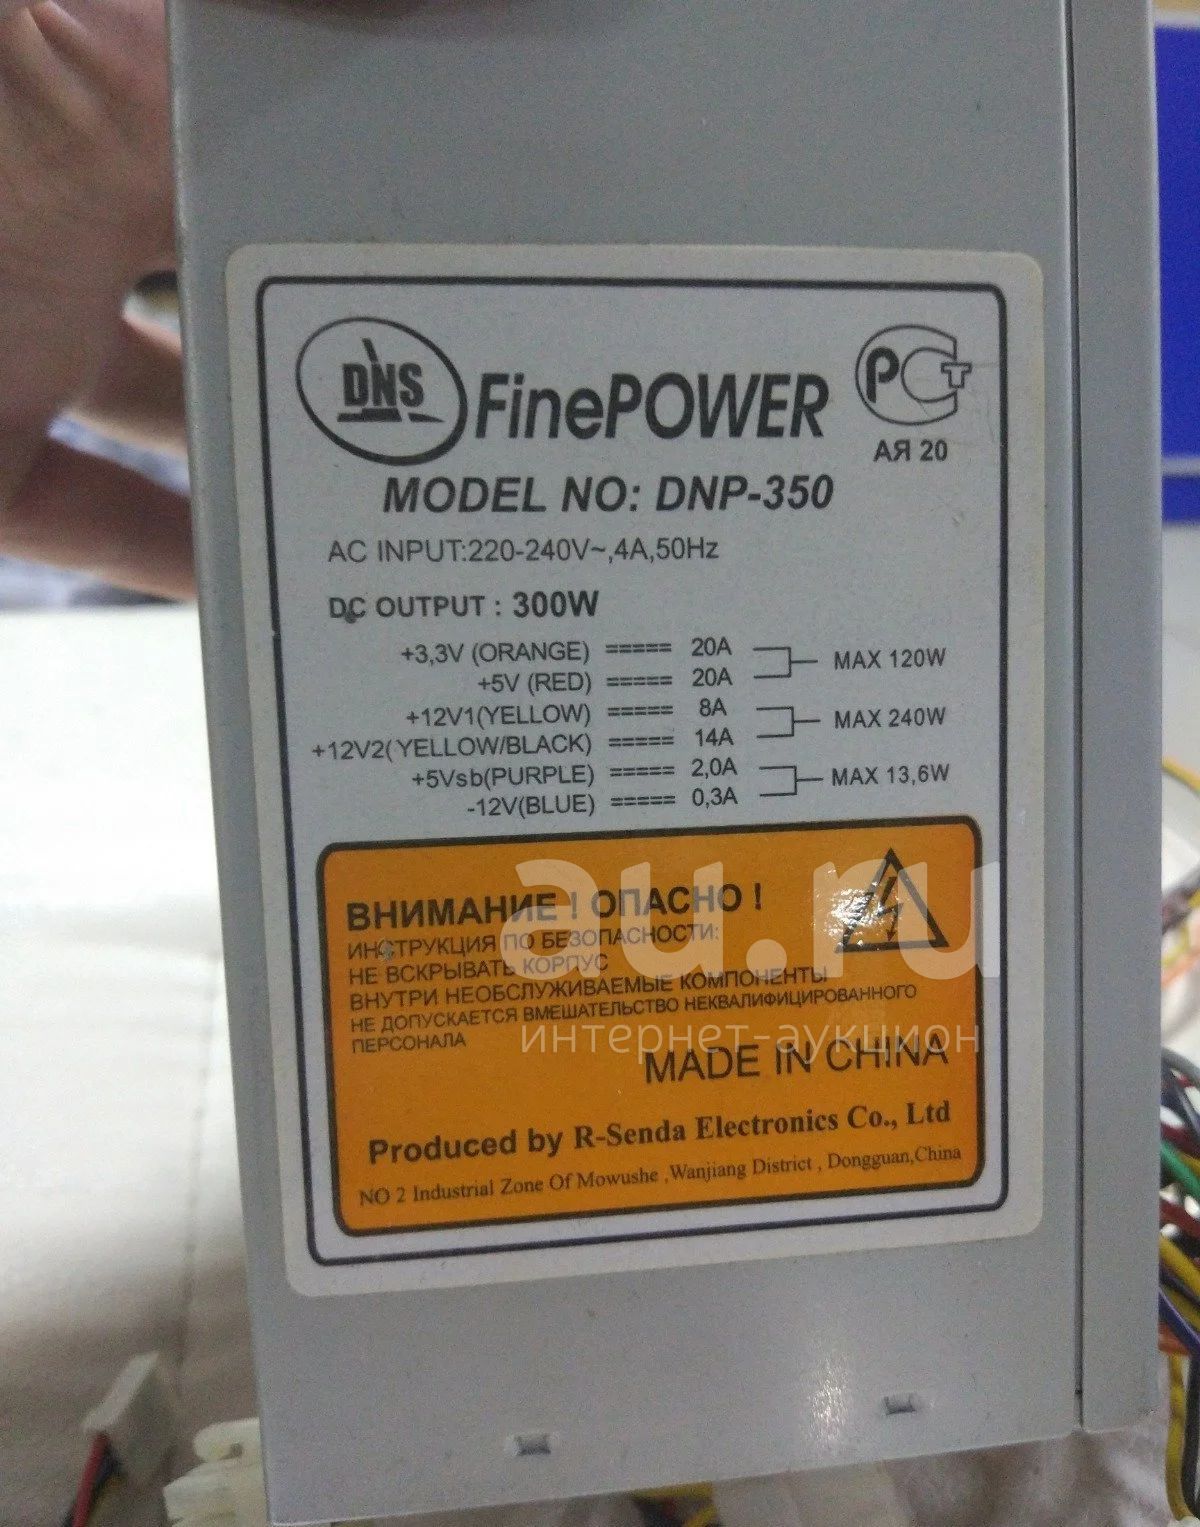 DNS
FinePOWER
РСТ
АЯ 20
MODEL NO: DNP-350
AC INPUT:220-240V~,4A,50Hz
DC OUTPUT : 300W
+3,3V (ORANGE) ===== 20A
+5V (RED) ===== 20A
MAX 120W
+12V1(YELLOW) ===== 8A
+12V2(YELLOW/BLACK) ===== 14A
MAX 240W
+5Vsb(PURPLE) ===== 2,0A
-12V(BLUE) ===== 0,3A
MAX 13,6W
ВНИМАНИЕ ! ОПАСНО !
ИНСТРУКЦИЯ ПО БЕЗОПАСНОСТИ:
НЕ ВСКРЫВАТЬ КОРПУС
ВНУТРИ НЕОБСЛУЖИВАЕМЫЕ КОМПОНЕНТЫ
НЕ ДОПУСКАЕТСЯ ВМЕШАТЕЛЬСТВО НЕКВАЛИФИЦИРОВАННОГО
ПЕРСОНАЛА
MADE IN CHINA
Produced by R-Senda Electronics Co., Ltd
NO 2 Industrial Zone Of Mowushe ,Wanjiang District , Dongguan,China
au.ru
интернет-аукцион